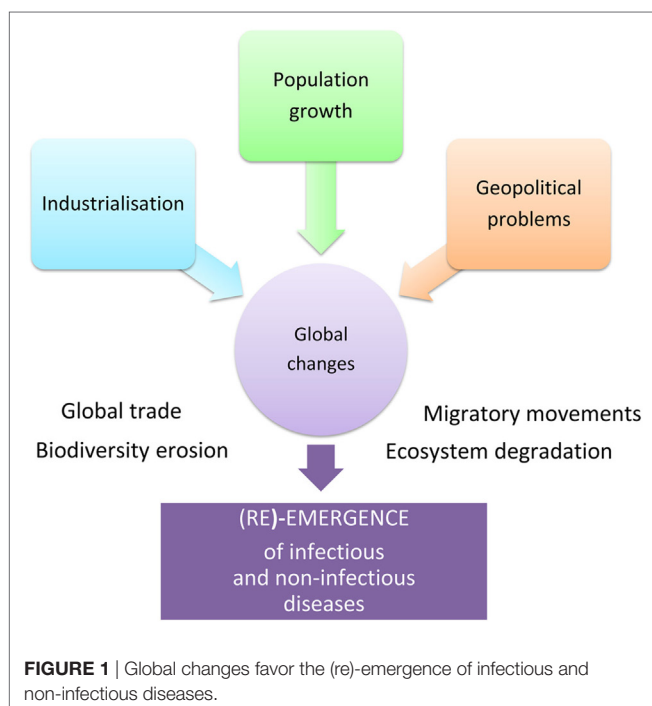 Population
growth
Industrialisation
Geopolitical
problems
Global
changes
Global trade
Biodiversity erosion
Migratory movements
Ecosystem degradation
(RE)-EMERGENCE
of infectious
and non-infectious
diseases
FIGURE 1 | Global changes favor the (re)-emergence of infectious and
non-infectious diseases.